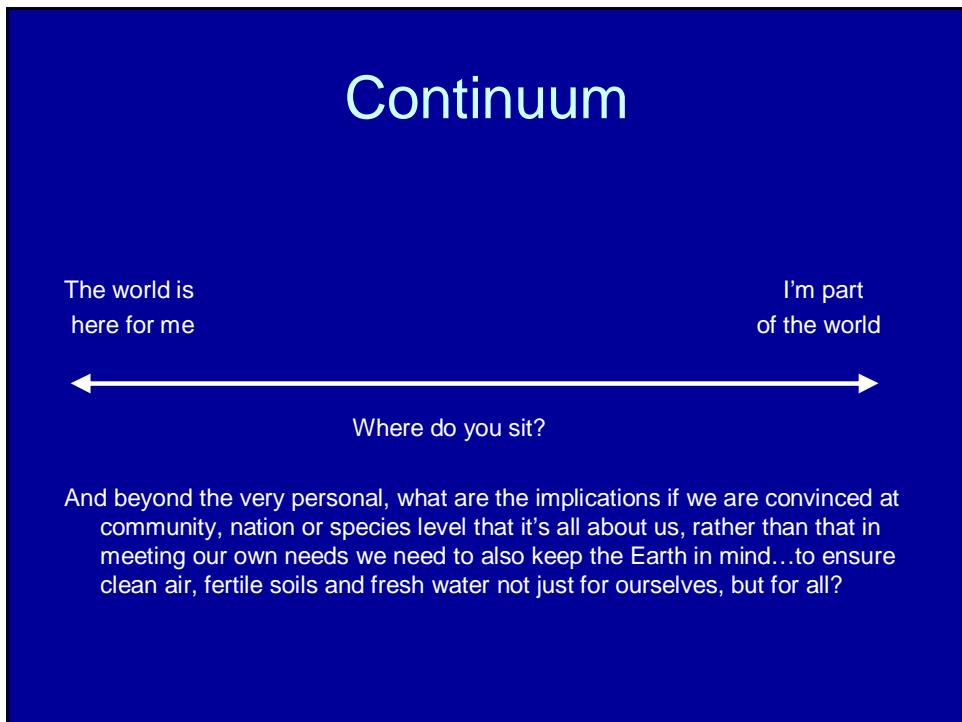 Continuum
The world is
here for me
I'm part
of the world
Where do you sit?
And beyond the very personal, what are the implications if we are convinced at
community, nation or species level that it's all about us, rather than that in
meeting our own needs we need to also keep the Earth in mind…to ensure
clean air, fertile soils and fresh water not just for ourselves, but for all?